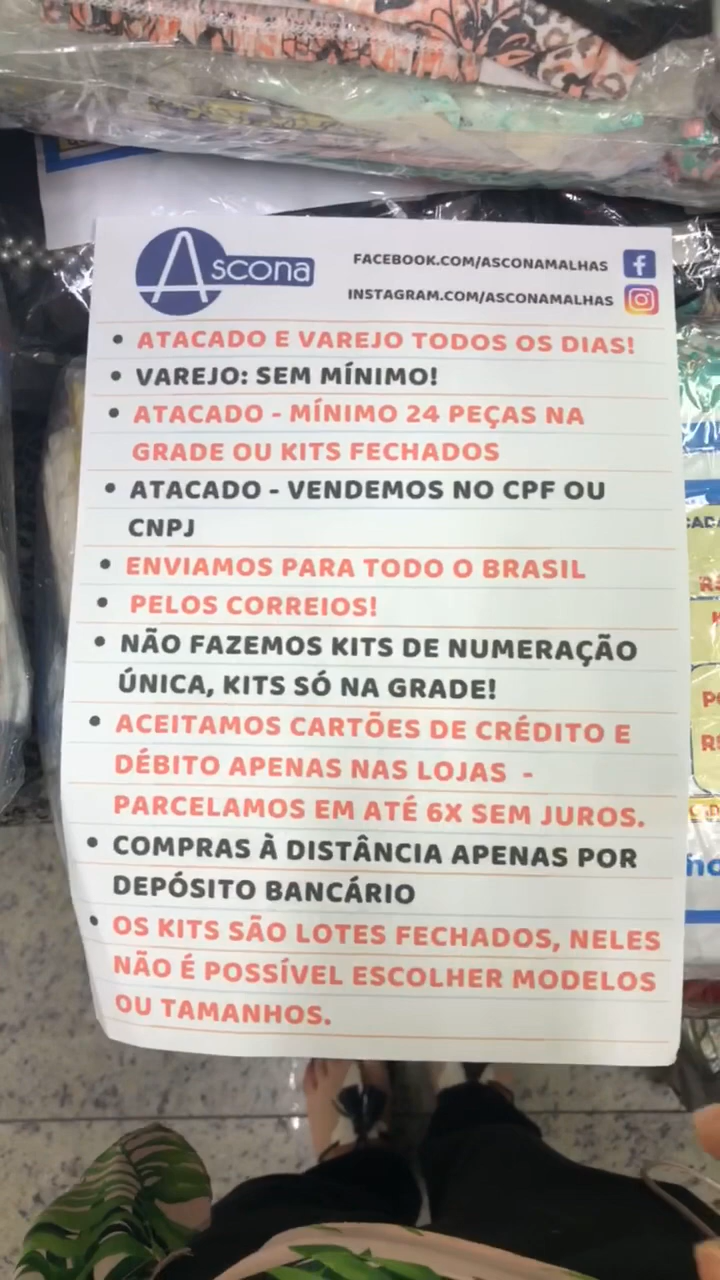 Ascona
FACEBOOK.COM/ASCONAMALHAS
INSTAGRAM.COM/ASCONAMALHAS
• ATACADO E VAREJO TODOS OS DIAS!
• VAREJO: SEM MÍNIMO!
• ATACADO - MÍNIMO 24 PEÇAS NA
GRADE OU KITS FECHADOS
• ATACADO - VENDEMOS NO CPF OU
CNPJ
• ENVIAMOS PARA TODO O BRASIL
• PELOS CORREIOS!
• NÃO FAZEMOS KITS DE NUMERAÇÃO
ÚNICA, KITS SÓ NA GRADE!
• ACEITAMOS CARTÕES DE CRÉDITO E
DÉBITO APENAS NAS LOJAS -
PARCELAMOS EM ATÉ 6X SEM JUROS.
• COMPRAS À DISTÂNCIA APENAS POR
DEPÓSITO BANCÁRIO
• OS KITS SÃO LOTES FECHADOS, NELES
NÃO É POSSÍVEL ESCOLHER MODELOS
OU TAMANHOS.